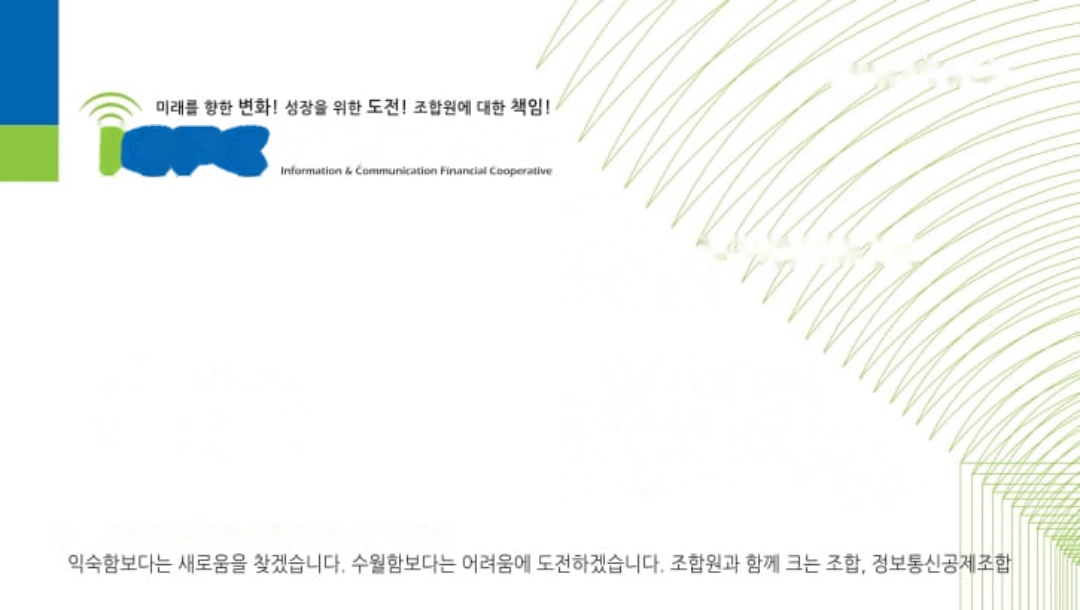 미래를 향한 변화! 성장을 위한 도전! 조합원에 대한 책임!
Information & Communication Financial Cooperative
익숙함보다는 새로움을 찾겠습니다. 수월함보다는 어려움에 도전하겠습니다. 조합원과 함께 크는 조합, 정보통신공제조합